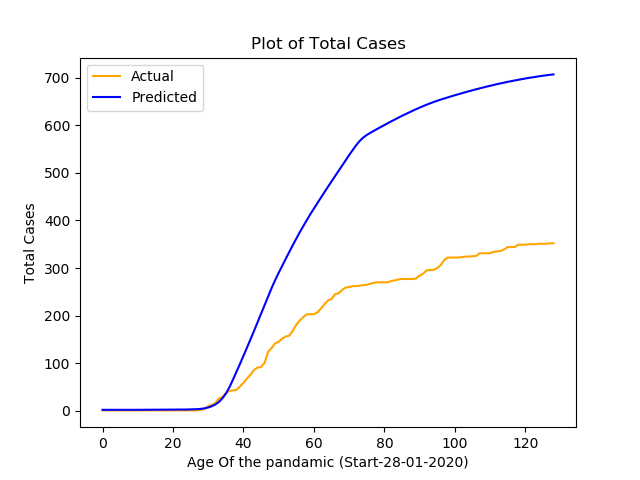 Plot of Total Cases
Actual
Predicted
Total Cases
700
600
500
400
300
200
100
0
0 20 40 60 80 100 120
Age Of the pandamic (Start-28-01-2020)